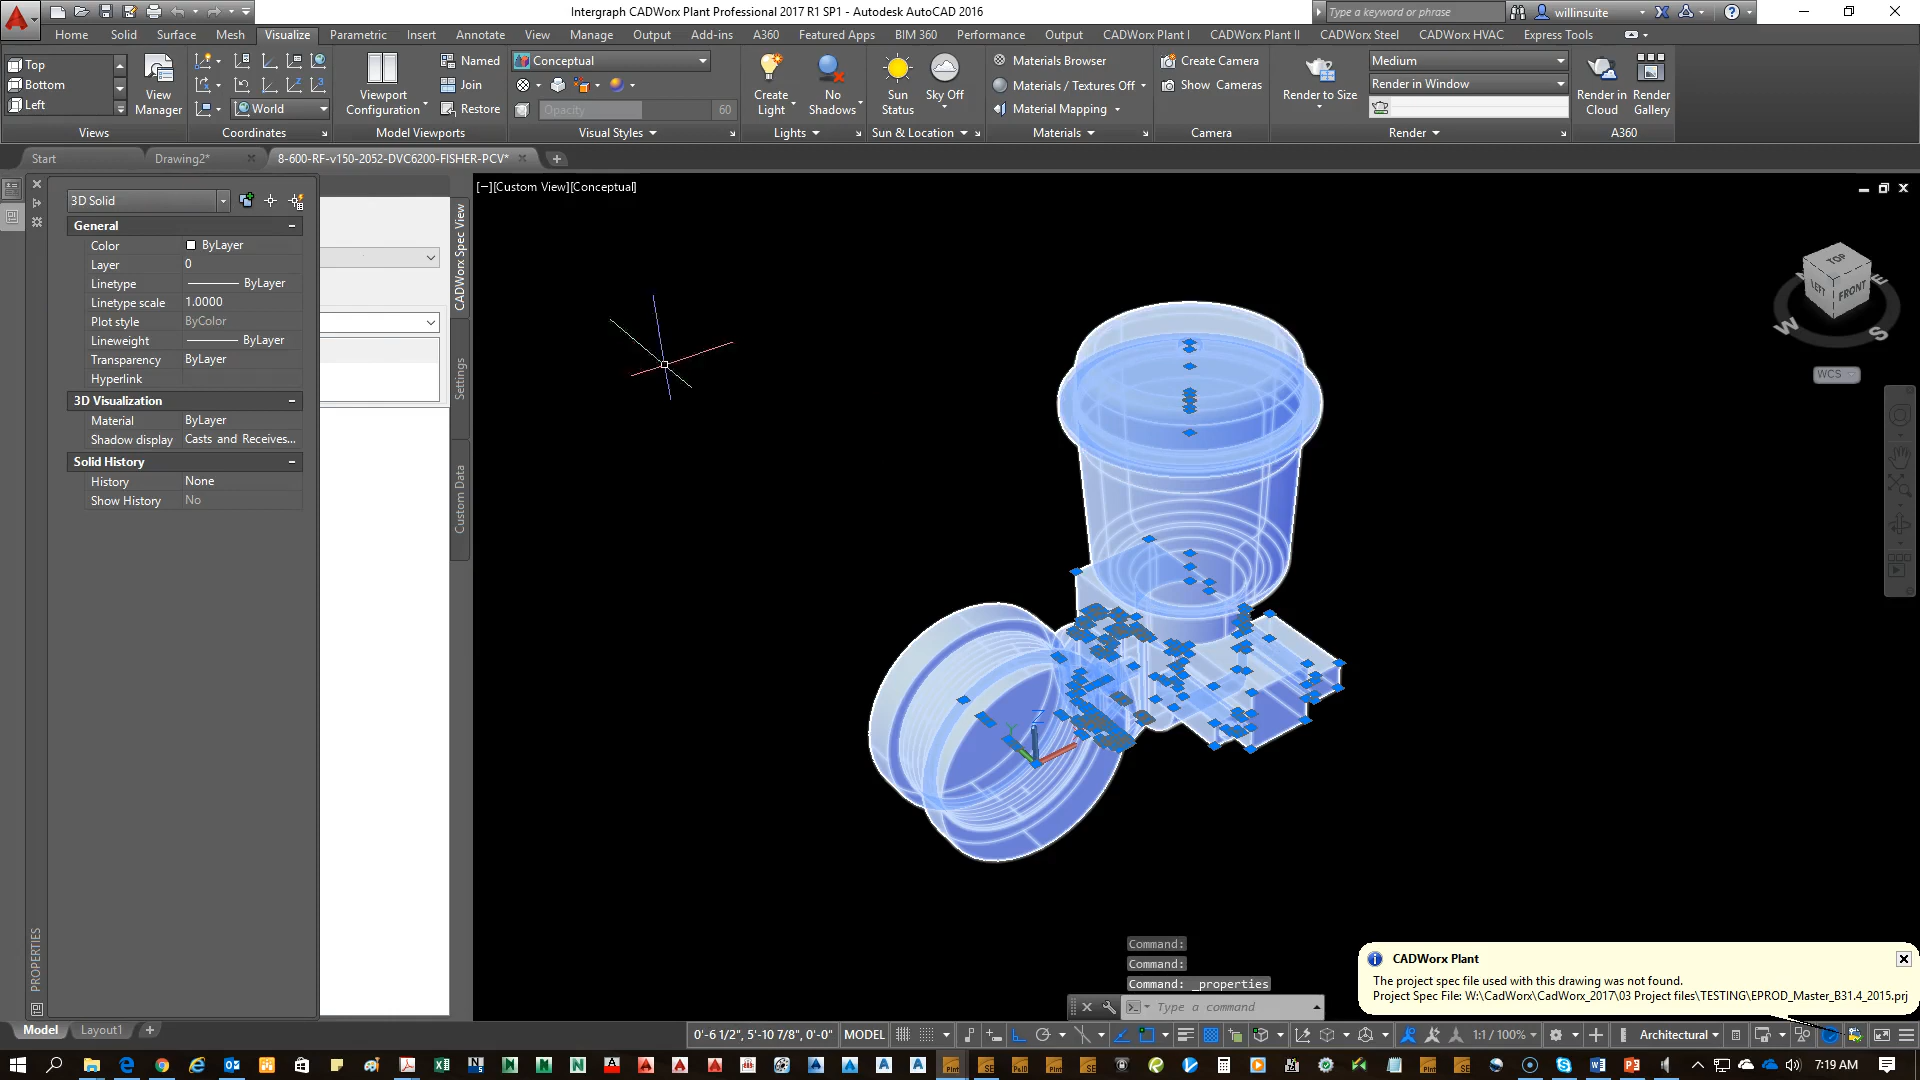 Intergraph CADWorx Plant Professional 2017 R1 SP1 - Autodesk AutoCAD 2016
Type a keyword or phrase
willinsuite
Home Solid Surface Mesh Visualize Parametric Insert Annotate View Manage Output Add-ins A360 Featured Apps BIM 360 Performance Output CADWorx Plant I CADWorx Plant II CADWorx Steel CADWorx HVAC Express Tools
Top
Bottom
Left
View
Manager
Views
World
Coordinates
Viewport
Configuration
Named
Join
Restore
Model Viewports
Conceptual
Opacity 60
Visual Styles
Create
Light
No
Shadows
Lights
Sun
Status
Sky Off
Sun & Location
Materials Browser
Materials / Textures Off
Material Mapping
Materials
Create Camera
Show Cameras
Camera
Render to Size
Medium
Render in Window
Render
Render in
Cloud
Render
Gallery
A360
Start
Drawing2*
8-600-RF-v150-2052-DVC6200-FISHER-PCV*
3D Solid
General
Color ByLayer
Layer 0
Linetype ByLayer
Linetype scale 1.0000
Plot style ByColor
Lineweight ByLayer
Transparency ByLayer
Hyperlink
3D Visualization
Material ByLayer
Shadow display Casts and Receives...
Solid History
History None
Show History No
PROPERTIES
CADWorx Spec View
Settings
Custom Data
[−][Custom View][Conceptual]
TOP
LEFT
FRONT
W
S
E
WCS
Z
Y
Command:
Command:
Command: _properties
Type a command
CADWorx Plant
The project spec file used with this drawing was not found.
Project Spec File: W:\CadWorx\CadWorx_2017\03 Project files\TESTING\EPROD_Master_B31.4_2015.prj
Model
Layout1
0'-6 1/2", 5'-10 7/8", 0'-0"
MODEL
1:1 / 100%
Architectural
7:19 AM